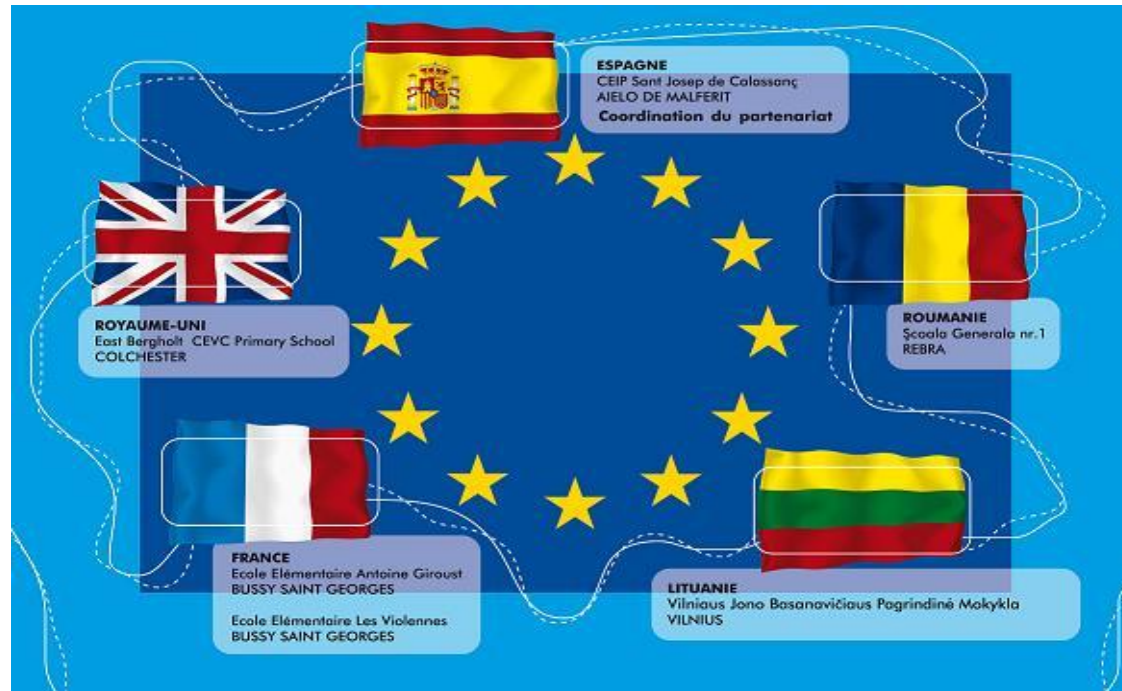 ESPAGNE
CEIP Sant Josep de Calassanç
AIELO DE MALFERIT
Coordination du partenariat
ROYAUME-UNI
East Bergholt CEVC Primary School
COLCHESTER
ROUMANIE
Şcoala Generala nr.1
REBRA
FRANCE
Ecole Elémentaire Antoine Giroust
BUSSY SAINT GEORGES
Ecole Elémentaire Les Violennes
BUSSY SAINT GEORGES
LITUANIE
Vilniaus Jono Basanavičiaus Pagrindinė Mokykla
VILNIUS